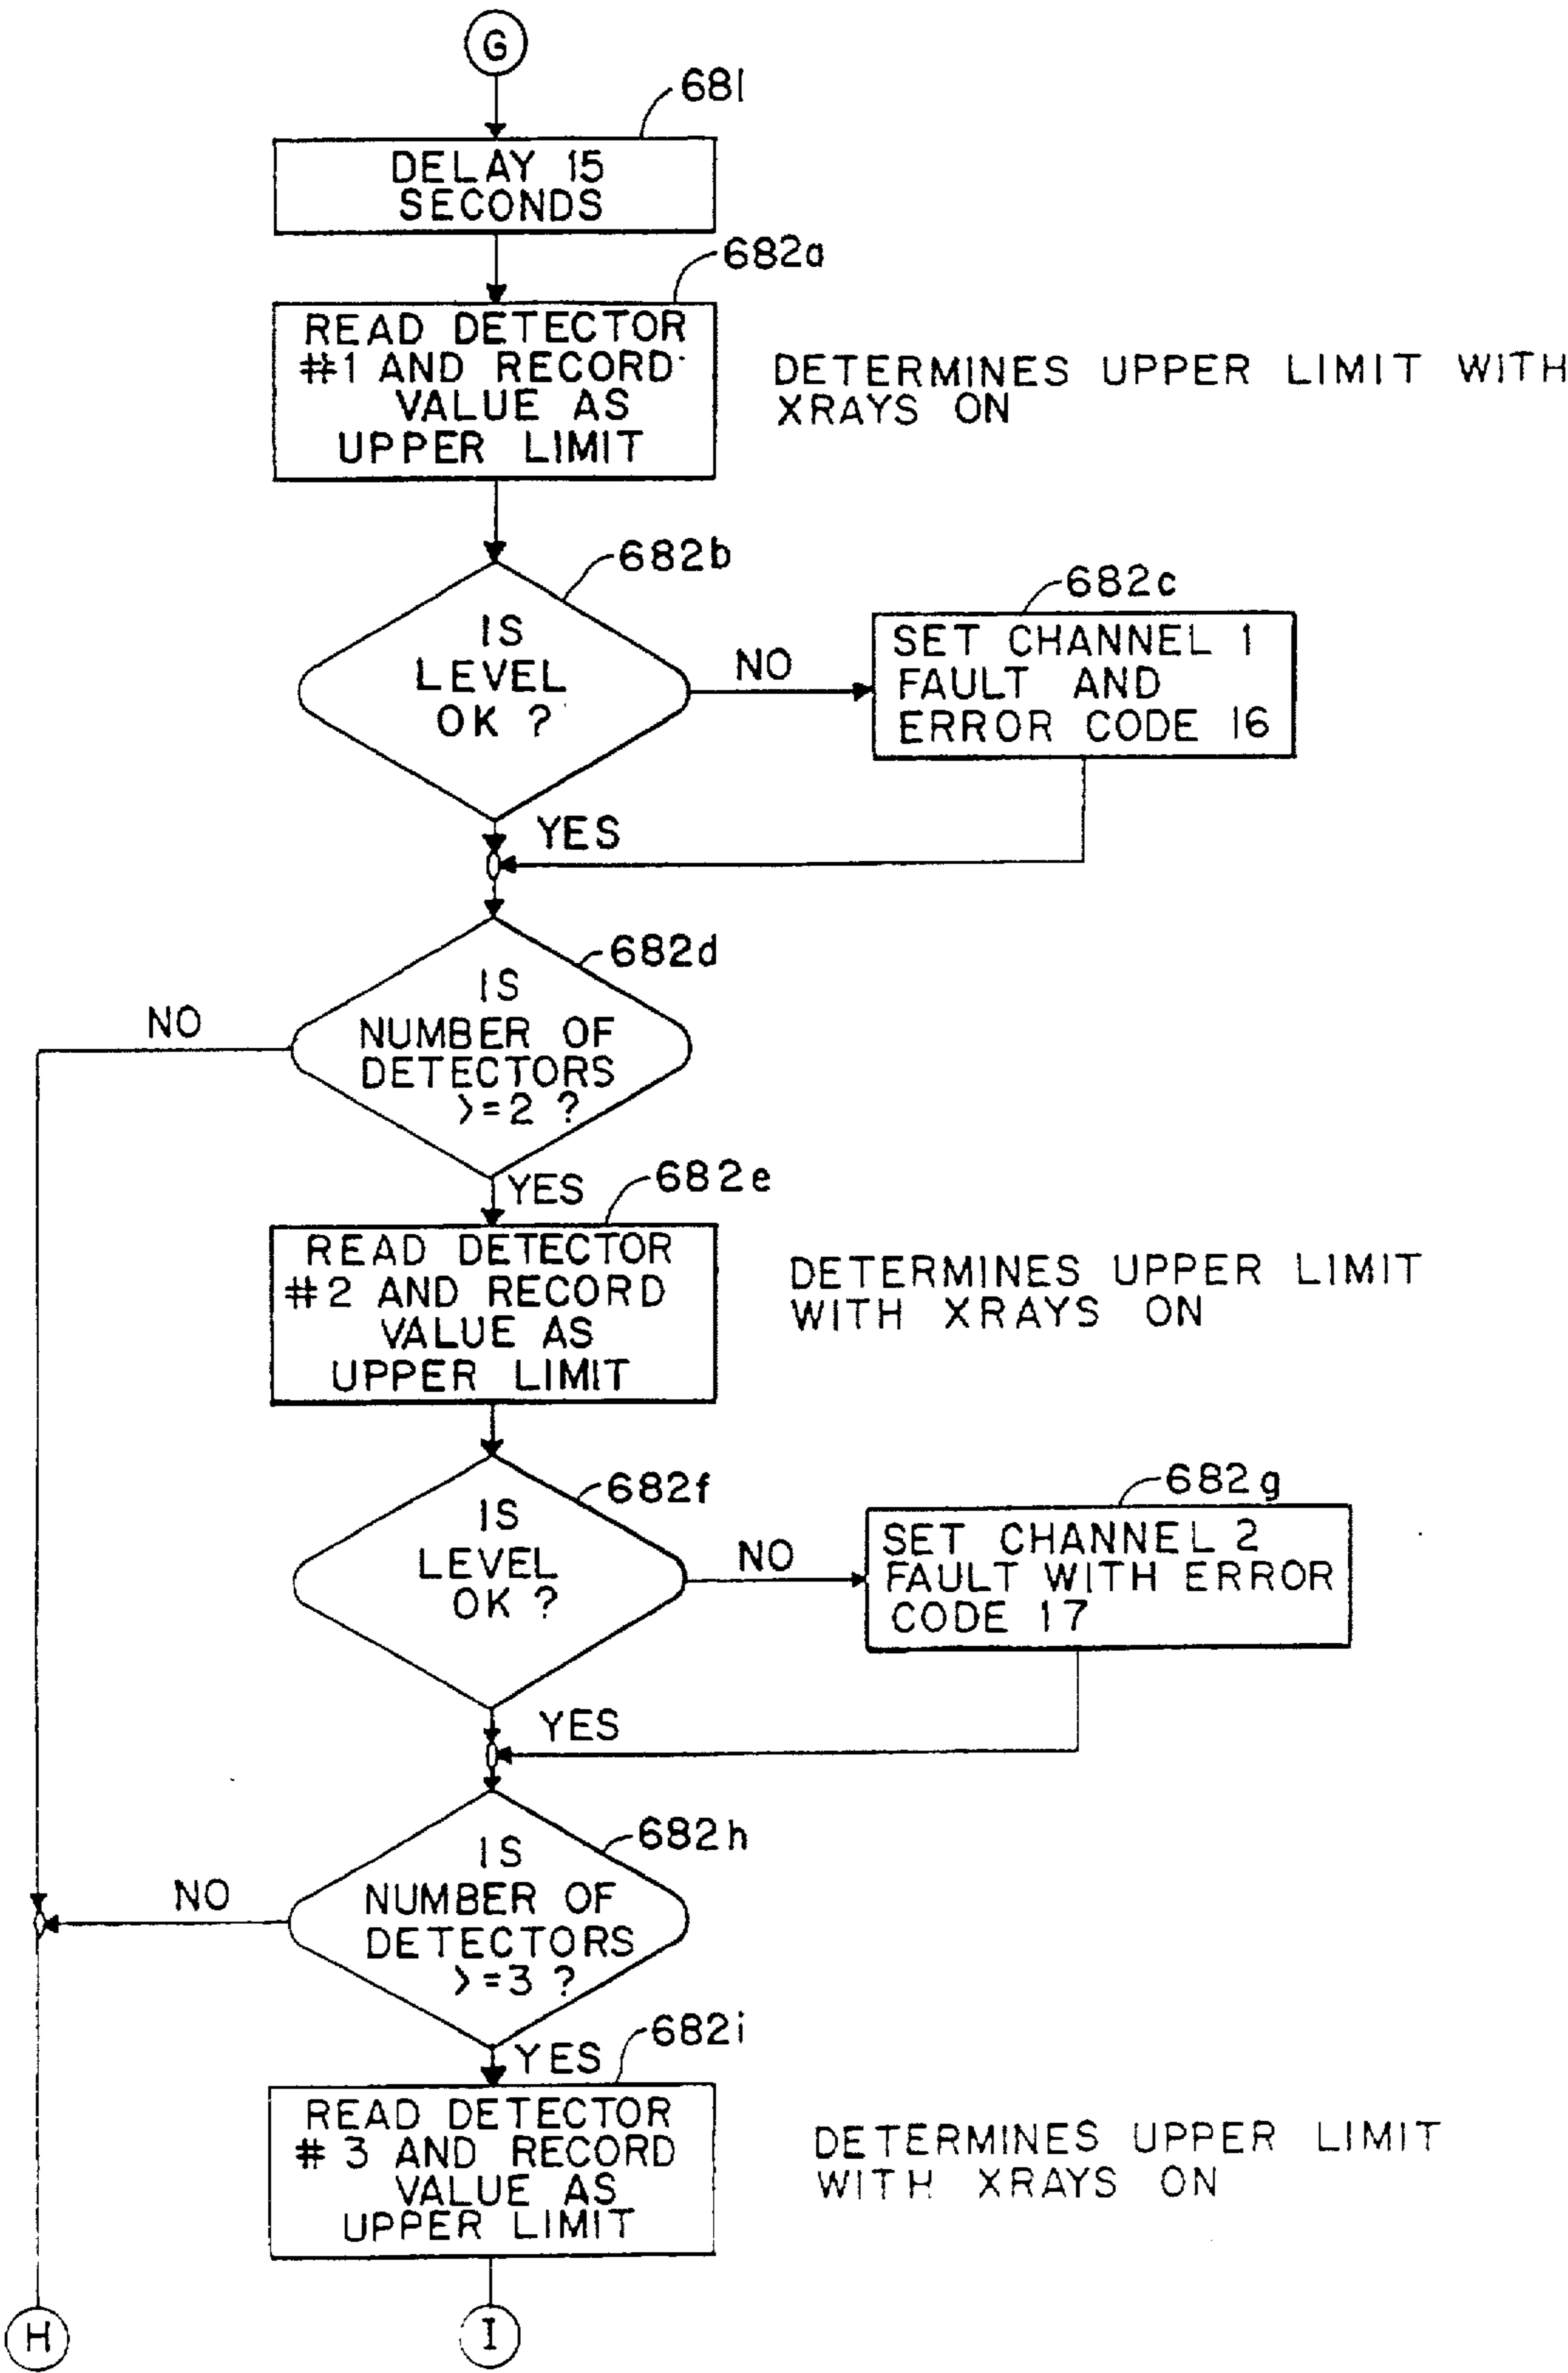 G
681
DELAY 15
SECONDS
682a
READ DETECTOR
#1 AND RECORD
VALUE AS
UPPER LIMIT
DETERMINES UPPER LIMIT WITH
XRAYS ON
682b
IS
LEVEL
OK ?
NO
682c
SET CHANNEL 1
FAULT AND
ERROR CODE 16
YES
682d
IS
NUMBER OF
DETECTORS
>=2 ?
NO
YES
682e
READ DETECTOR
#2 AND RECORD
VALUE AS
UPPER LIMIT
DETERMINES UPPER LIMIT
WITH XRAYS ON
682f
IS
LEVEL
OK ?
NO
682g
SET CHANNEL 2
FAULT WITH ERROR
CODE 17
YES
682h
IS
NUMBER OF
DETECTORS
>=3 ?
NO
YES
682i
READ DETECTOR
# 3 AND RECORD
VALUE AS
UPPER LIMIT
DETERMINES UPPER LIMIT
WITH XRAYS ON
H
I